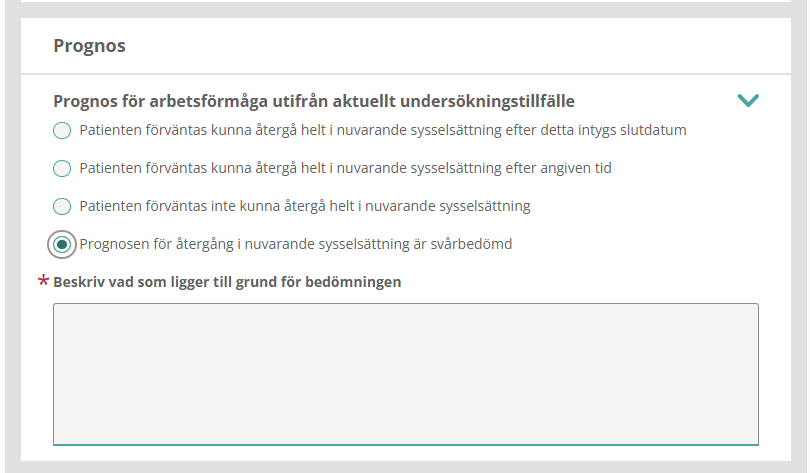 Prognos
Prognos för arbetsförmåga utifrån aktuellt undersökningstillfälle
Patienten förväntas kunna återgå helt i nuvarande sysselsättning efter detta intygs slutdatum
Patienten förväntas kunna återgå helt i nuvarande sysselsättning efter angiven tid
Patienten förväntas inte kunna återgå helt i nuvarande sysselsättning
Prognosen för återgång i nuvarande sysselsättning är svårbedömd
* Beskriv vad som ligger till grund för bedömningen